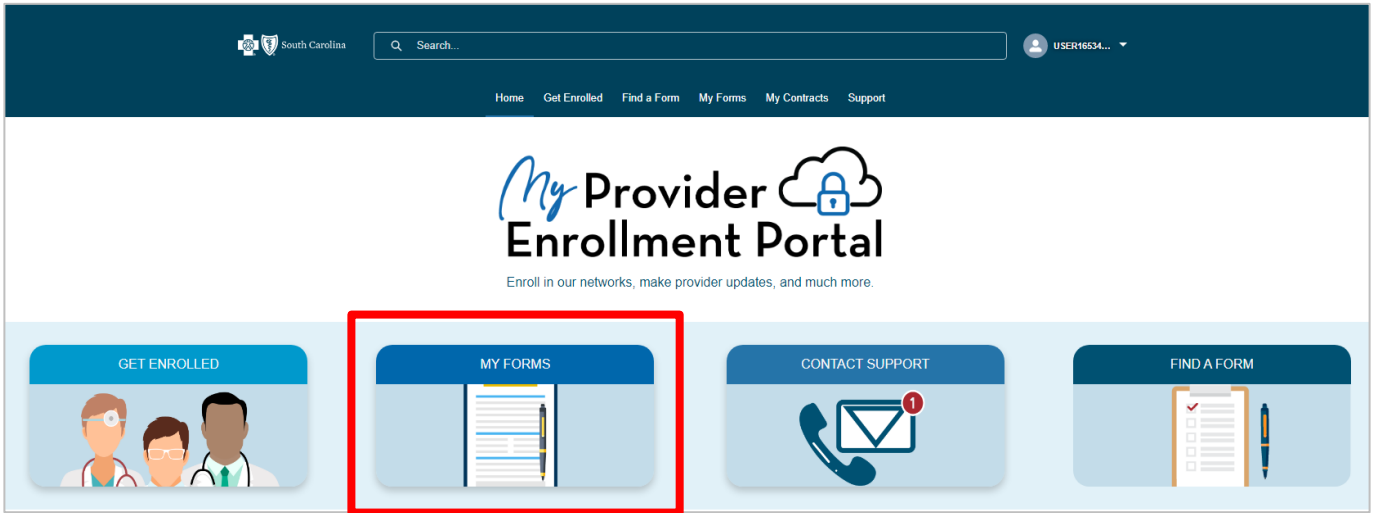 South Carolina
Search...
USER16534...
Home Get Enrolled Find a Form My Forms My Contracts Support
My Provider
Enrollment Portal
Enroll in our networks, make provider updates, and much more.
GET ENROLLED
MY FORMS
CONTACT SUPPORT
FIND A FORM
1